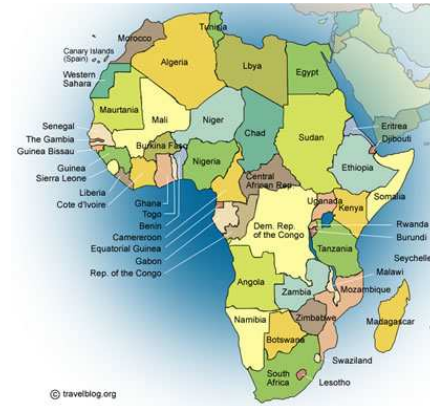 Tunisia
Morocco
Canary Islands
(Spain)
Algeria
Lbya
Egypt
Western
Sahara
Maurtania
Mali
Niger
Chad
Sudan
Eritrea
Djibouti
Senegal
The Gambia
Guinea Bissau
Burkina Faso
Nigeria
Ethiopia
Guinea
Sierra Leone
Central
African Rep
Somalia
Liberia
Cote d'Ivoire
Ghana
Togo
Benin
Camereroon
Equatorial Guinea
Gabon
Rep. of the Congo
Uganada
Kenya
Dem. Rep.
of the Congo
Rwanda
Burundi
Tanzania
Seychelle
Malawi
Angola
Zambia
Mozambique
Zimbabwe
Madagascar
Namibia
Botswana
Swaziland
South
Africa
Lesotho
© travelblog.org